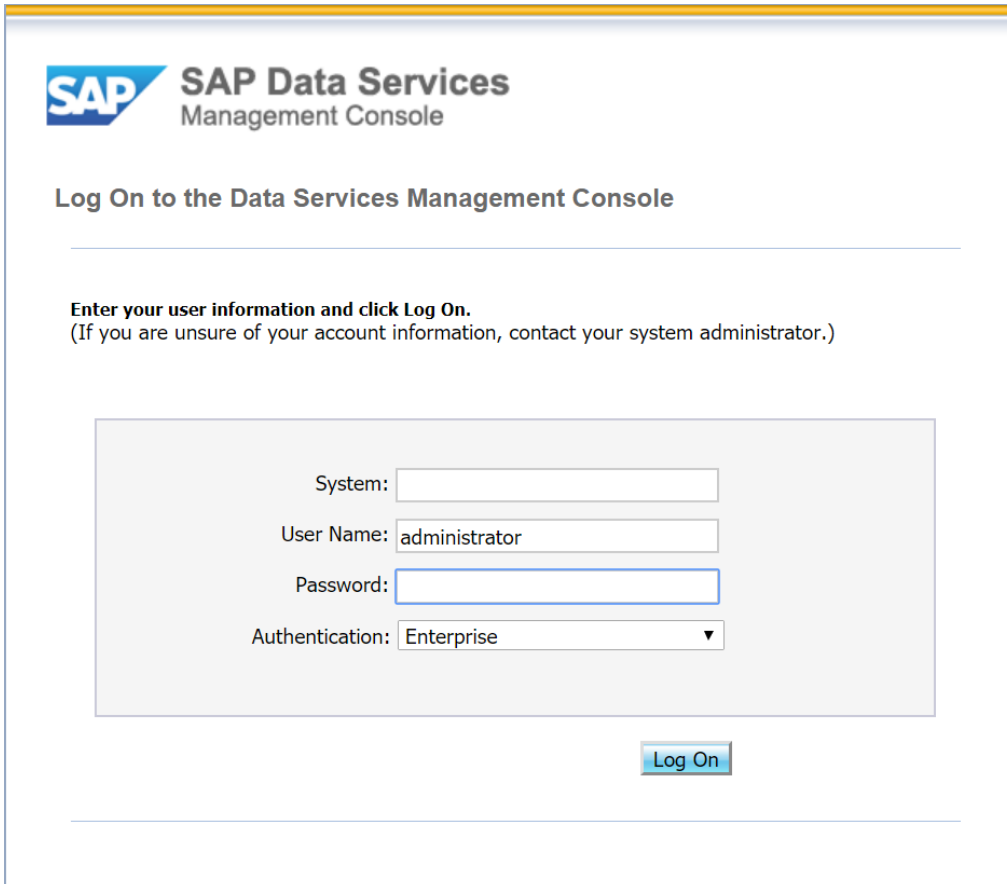 SAP
SAP Data Services
Management Console
Log On to the Data Services Management Console
Enter your user information and click Log On.
(If you are unsure of your account information, contact your system administrator.)
System:
User Name: administrator
Password:
Authentication: Enterprise
Log On